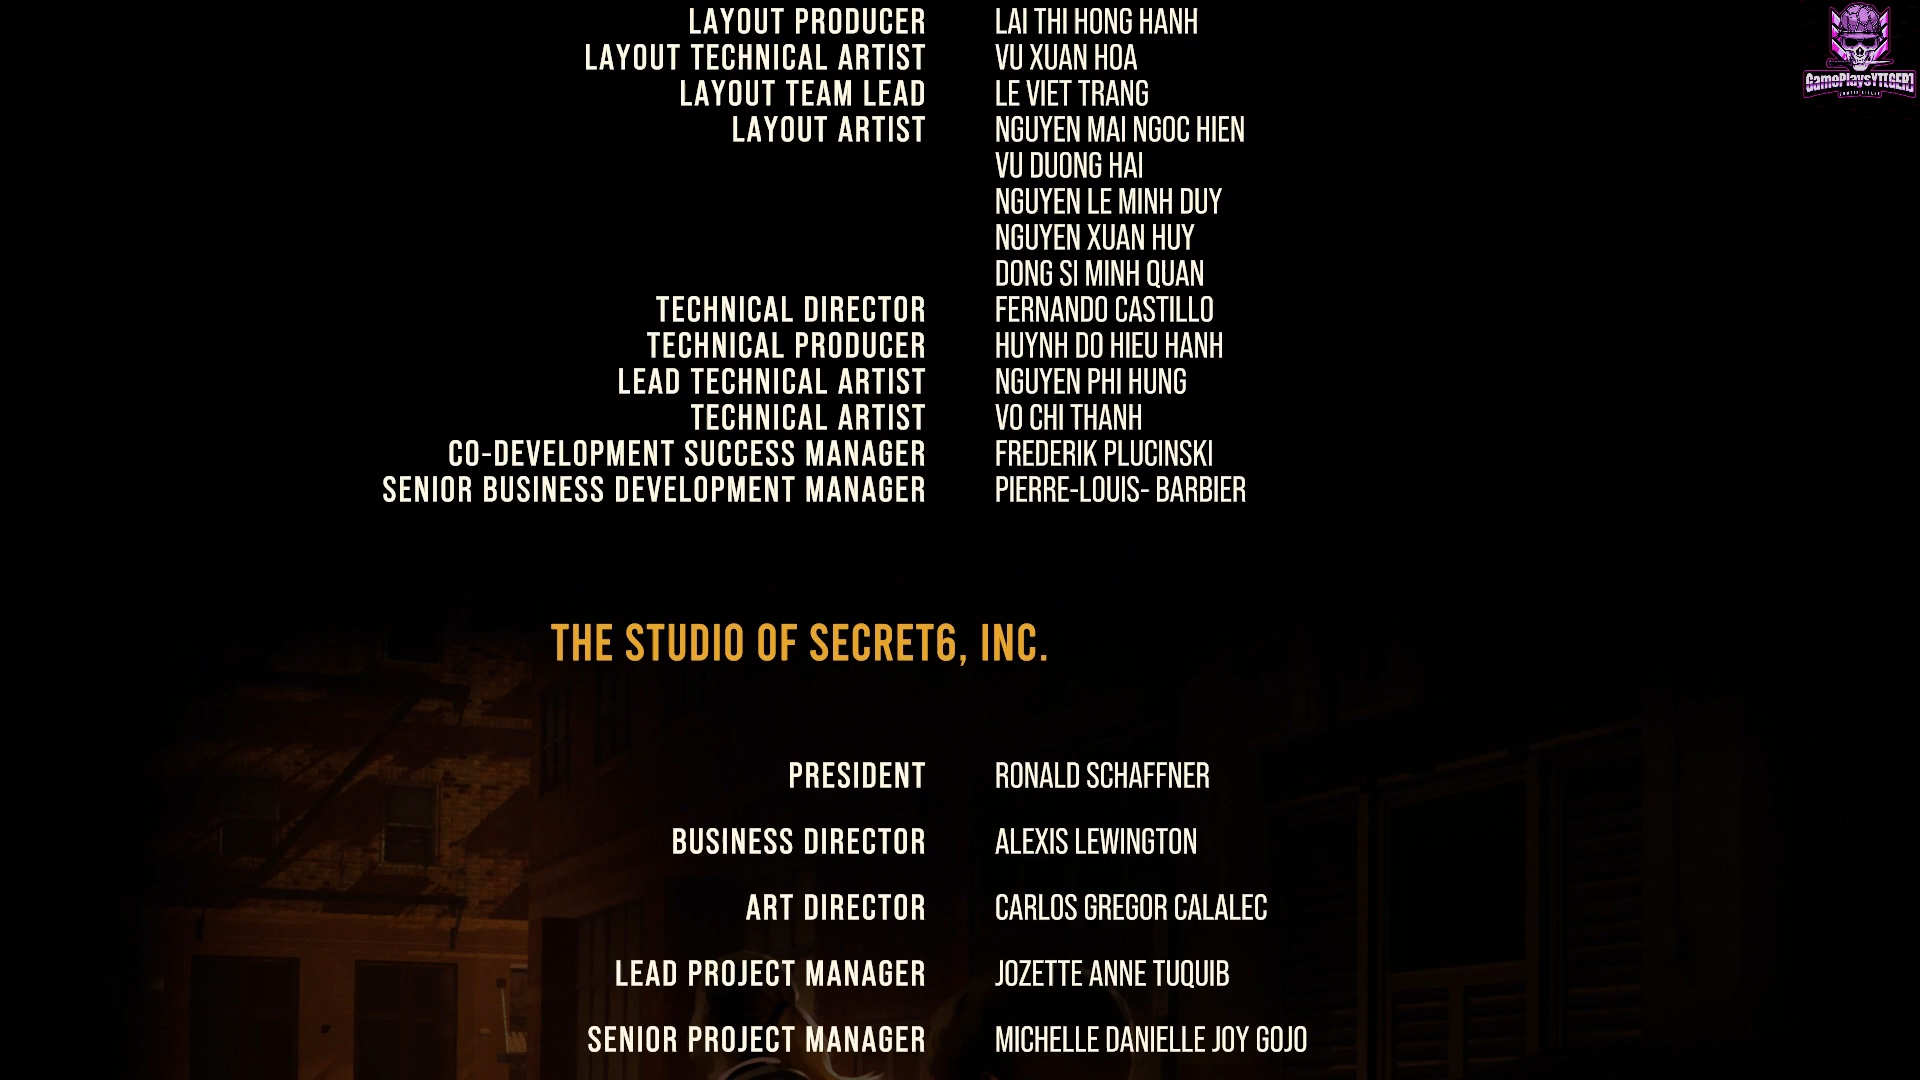 LAYOUT PRODUCER LAI THI HONG HANH
LAYOUT TECHNICAL ARTIST VU XUAN HOA
LAYOUT TEAM LEAD LE VIET TRANG
LAYOUT ARTIST NGUYEN MAI NGOC HIEN
VU DUONG HAI
NGUYEN LE MINH DUY
NGUYEN XUAN HUY
DONG SI MINH QUAN
TECHNICAL DIRECTOR FERNANDO CASTILLO
TECHNICAL PRODUCER HUYNH DO HIEU HANH
LEAD TECHNICAL ARTIST NGUYEN PHI HUNG
TECHNICAL ARTIST VO CHI THANH
CO-DEVELOPMENT SUCCESS MANAGER FREDERIK PLUCINSKI
SENIOR BUSINESS DEVELOPMENT MANAGER PIERRE-LOUIS- BARBIER
THE STUDIO OF SECRET6, INC.
PRESIDENT RONALD SCHAFFNER
BUSINESS DIRECTOR ALEXIS LEWINGTON
ART DIRECTOR CARLOS GREGOR CALALEC
LEAD PROJECT MANAGER JOZETTE ANNE TUQUIB
SENIOR PROJECT MANAGER MICHELLE DANIELLE JOY GOJO